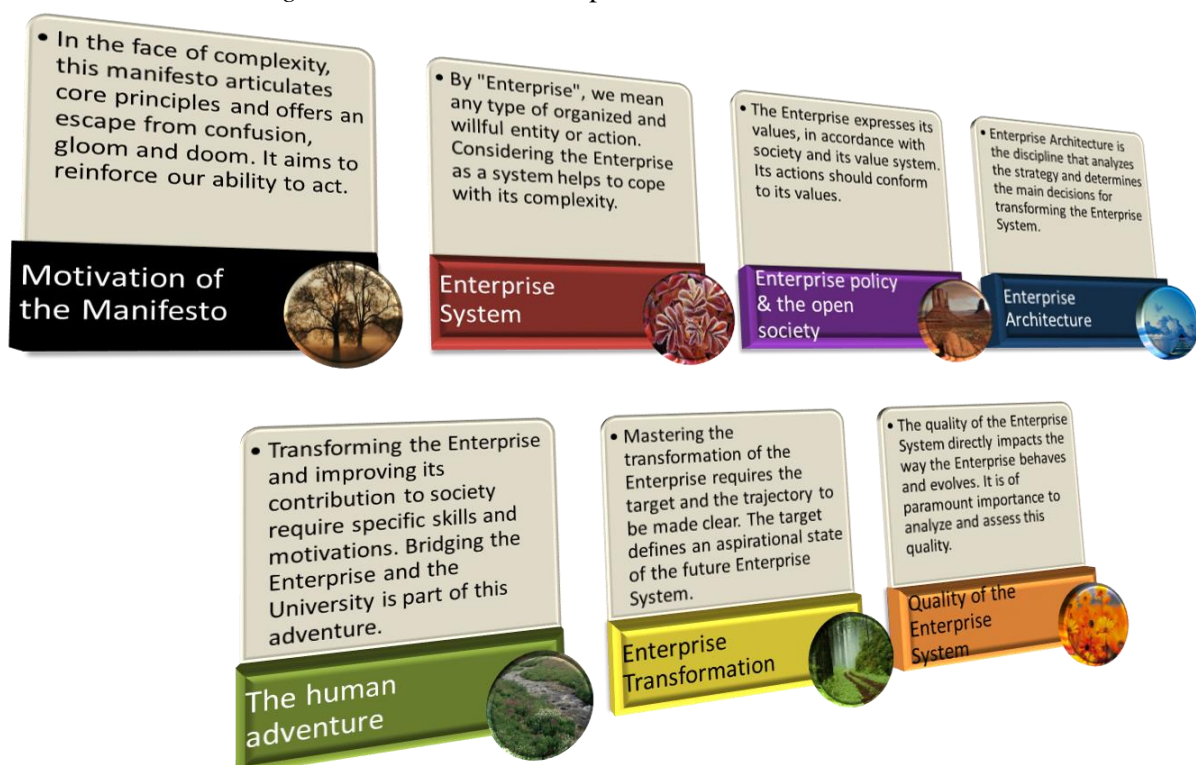 • In the face of complexity,
this manifesto articulates
core principles and offers an
escape from confusion,
gloom and doom. It aims to
reinforce our ability to act.
Motivation of
the Manifesto
• By "Enterprise", we mean
any type of organized and
willful entity or action.
Considering the Enterprise
as a system helps to cope
with its complexity.
Enterprise
System
• The Enterprise expresses its
values, in accordance with
society and its value system.
Its actions should conform
to its values.
Enterprise policy
& the open
society
• Enterprise Architecture is
the discipline that analyzes
the strategy and determines
the main decisions for
transforming the Enterprise
System.
Enterprise
Architecture
• Transforming the Enterprise
and improving its
contribution to society
require specific skills and
motivations. Bridging the
Enterprise and the
University is part of this
adventure.
The human
adventure
• Mastering the
transformation of the
Enterprise requires the
target and the trajectory to
be made clear. The target
defines an aspirational state
of the future Enterprise
System.
Enterprise
Transformation
• The quality of the Enterprise
System directly impacts the
way the Enterprise behaves
and evolves. It is of
paramount importance to
analyze and assess this
quality.
Quality of the
Enterprise
System